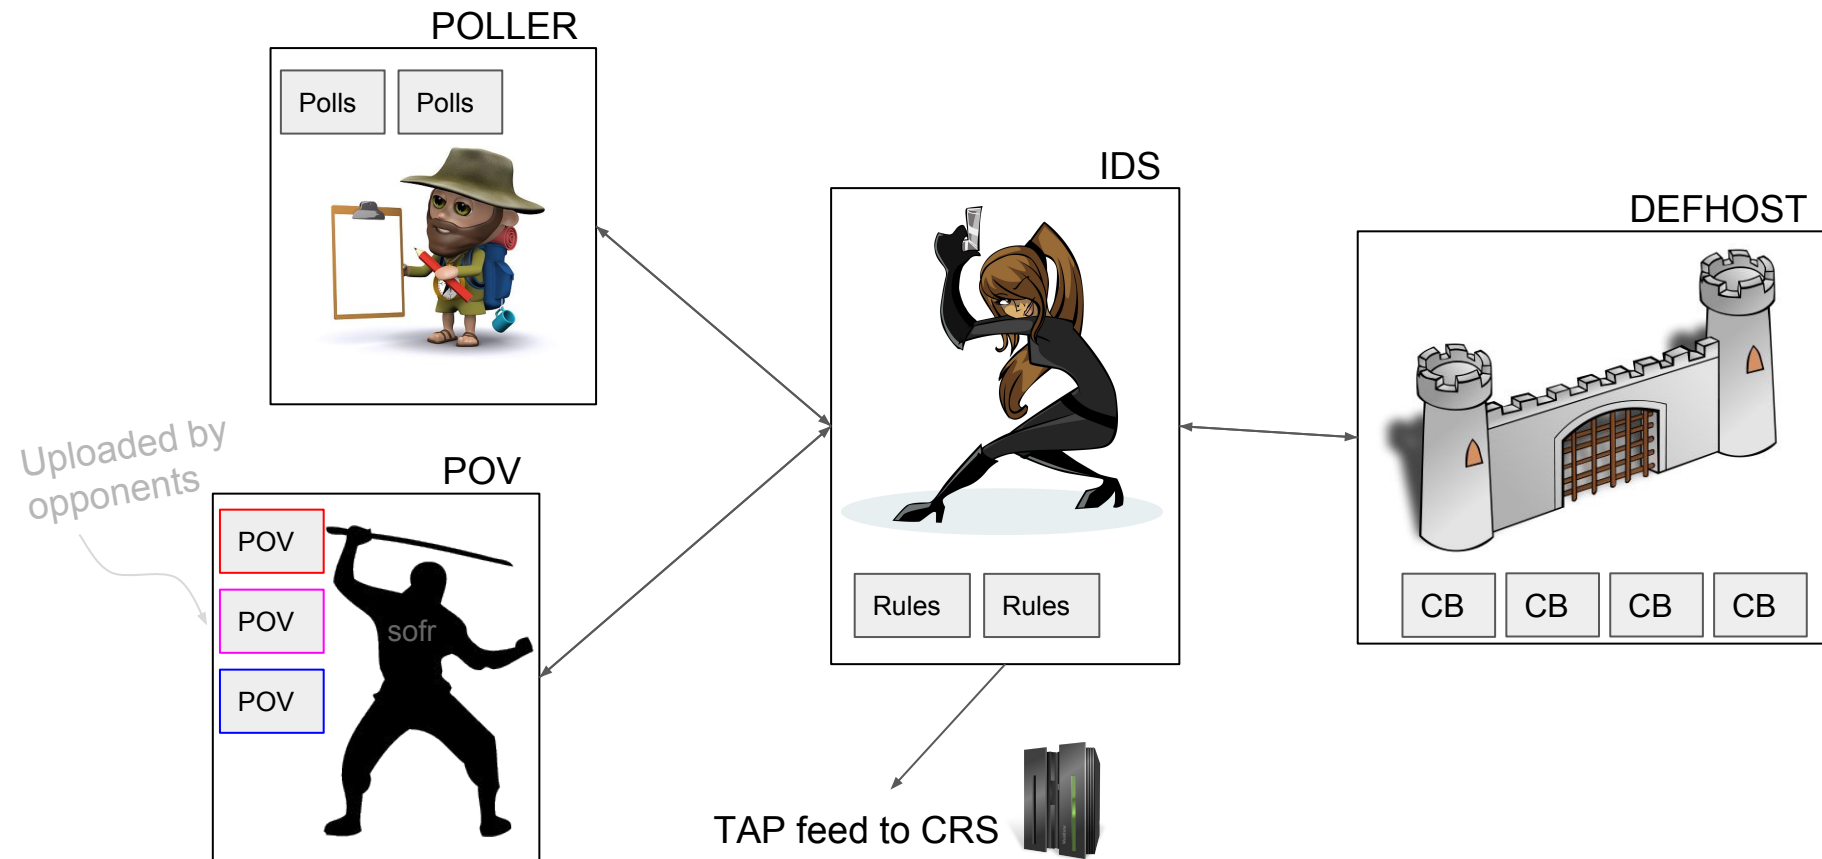 POLLER
Polls
Polls
IDS
DEFHOST
Uploaded by
opponents
POV
POV
POV
POV
sofr
Rules
Rules
CB
CB
CB
CB
TAP feed to CRS